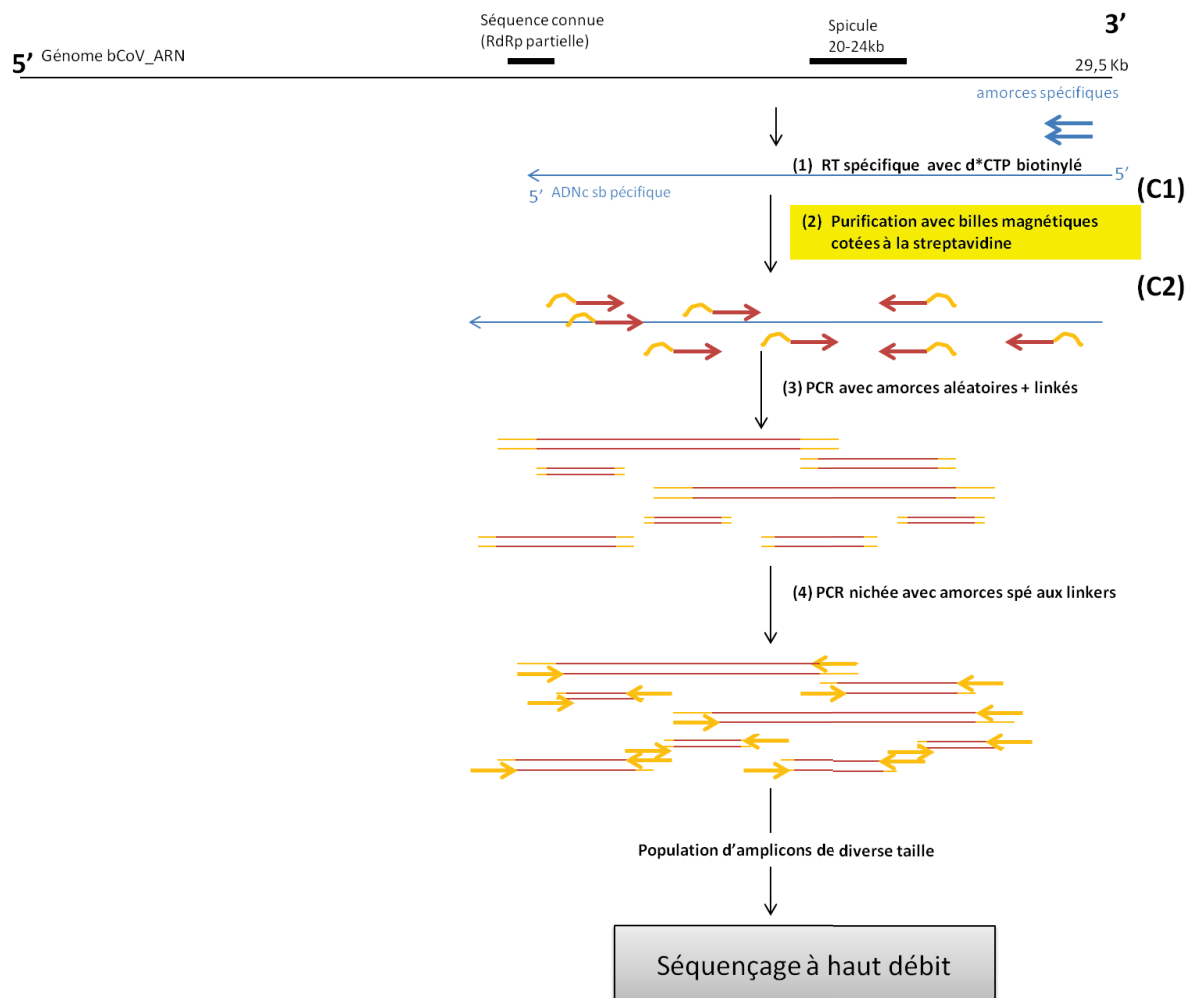 Séquence connue
(RdRp partielle)
Spicule
20-24kb
3’
5’ Génome bCoV_ARN
29,5 Kb
amorces spécifiques
(1) RT spécifique avec d*CTP biotinylé
5’
5’ ADNc sb pécifique
(C1)
(2) Purification avec billes magnétiques
cotées à la streptavidine
(C2)
(3) PCR avec amorces aléatoires + linkés
(4) PCR nichée avec amorces spé aux linkers
Population d’amplicons de diverse taille
Séquençage à haut débit